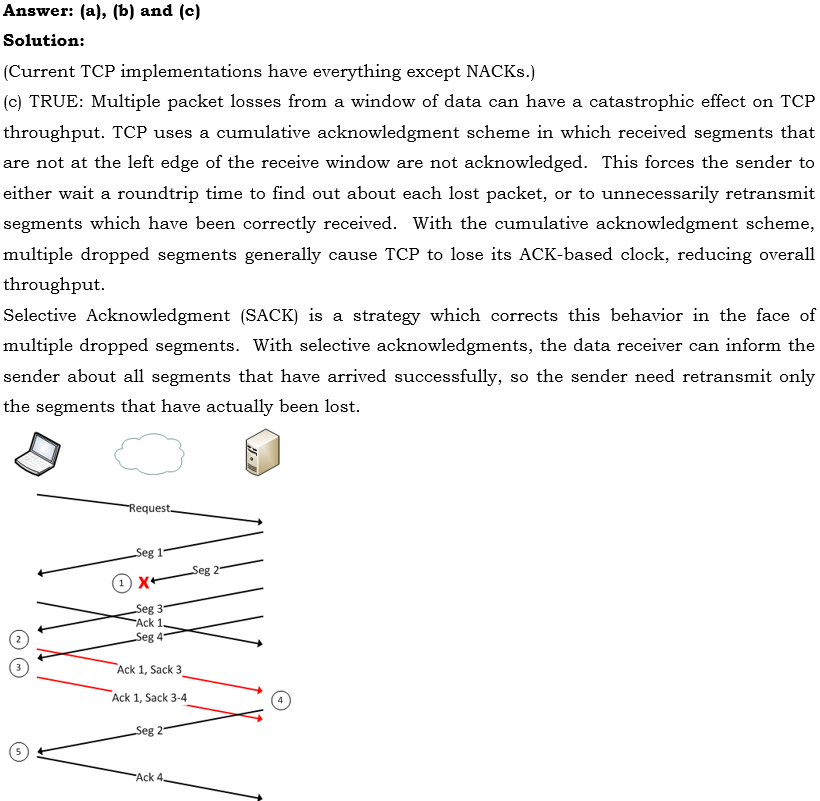 Answer: (a), (b) and (c)
Solution:
(Current TCP implementations have everything except NACKs.)
(c) TRUE: Multiple packet losses from a window of data can have a catastrophic effect on TCP
throughput. TCP uses a cumulative acknowledgment scheme in which received segments that
are not at the left edge of the receive window are not acknowledged. This forces the sender to
either wait a roundtrip time to find out about each lost packet, or to unnecessarily retransmit
segments which have been correctly received. With the cumulative acknowledgment scheme,
multiple dropped segments generally cause TCP to lose its ACK-based clock, reducing overall
throughput.
Selective Acknowledgment (SACK) is a strategy which corrects this behavior in the face of
multiple dropped segments. With selective acknowledgments, the data receiver can inform the
sender about all segments that have arrived successfully, so the sender need retransmit only
the segments that have actually been lost.
Request
Seg 1
Seg 2
1 X
Seg 3
Ack 1
Seg 4
2
3
Ack 1, Sack 3
Ack 1, Sack 3-4
4
Seg 2
5
Ack 4